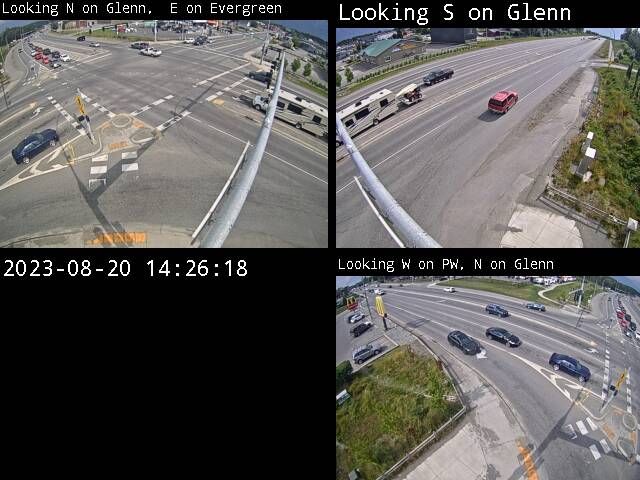 Looking N on Glenn,  E on Evergreen
Looking S on Glenn
2023-08-20 14:26:18
Looking W on PW, N on Glenn